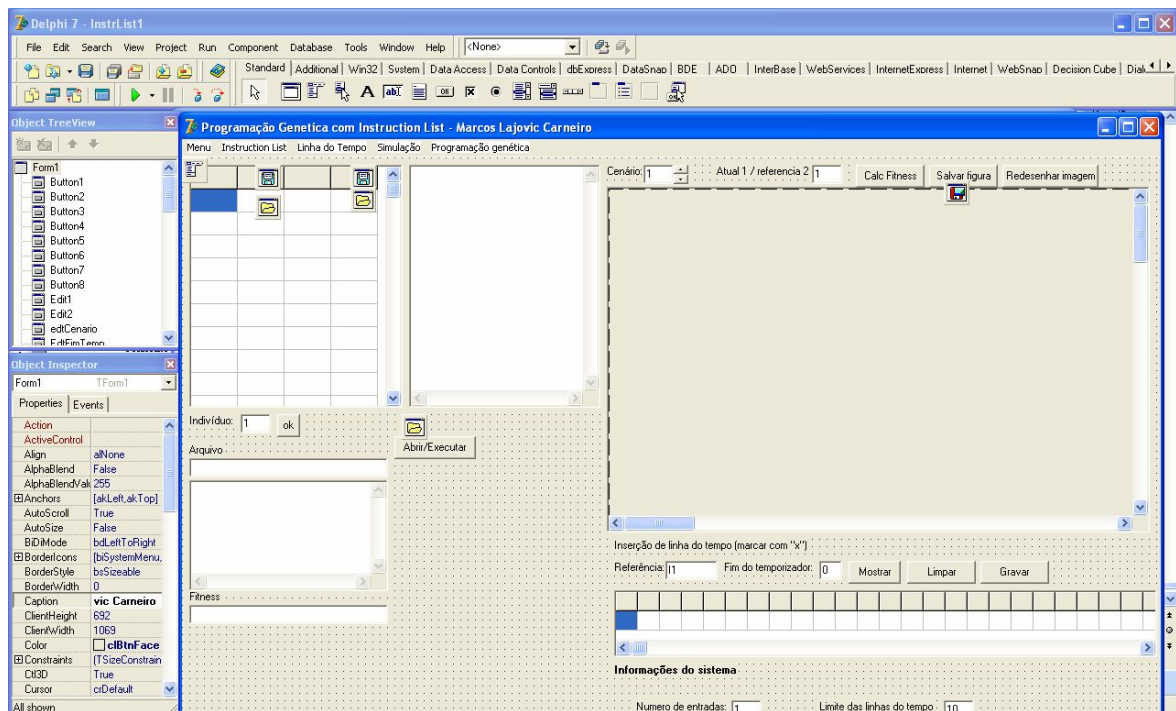 Delphi 7 - InstrList1
File Edit Search View Project Run Component Database Tools Window Help <None>
Standard Additional Win32 System Data Access Data Controls dbExpress DataSnap BDE ADO InterBase WebServices InternetExpress Internet WebSnap Decision Cube
Object TreeView
Form1
Button1
Button2
Button3
Button4
Button5
Button6
Button7
Button8
Edit1
Edit2
edtCenario
EdtFimTemp
Object Inspector
Form1 TForm1
Properties Events
Action
ActiveControl
Align alNone
AlphaBlend False
AlphaBlendVal 255
Anchors [akLeft,akTop]
AutoScroll True
AutoSize False
BiDiMode bdLeftToRight
BorderIcons [biSystemMenu,
BorderStyle bsSizeable
BorderWidth 0
Caption vic Carneiro
ClientHeight 692
ClientWidth 1069
Color clBtnFace
Constraints (TSizeConstrain
Ctl3D True
Cursor crDefault
All shown
Programação Genetica com Instruction List - Marcos Lajovic Carneiro
Menu Instruction List Linha do Tempo Simulação Programação genética
Cenário: 1 Atual 1 / referencia 2 1 Calc Fitness Salvar figura Redesenhar imagem
Indivíduo: 1 ok
Abrir/Executar
Arquivo
Fitness
Inserção de linha do tempo (marcar com "x")
Referência: I1 Fim do temporizador: 0 Mostrar Limpar Gravar
Informações do sistema
Numero de entradas: 1 Limite das linhas do tempo 10